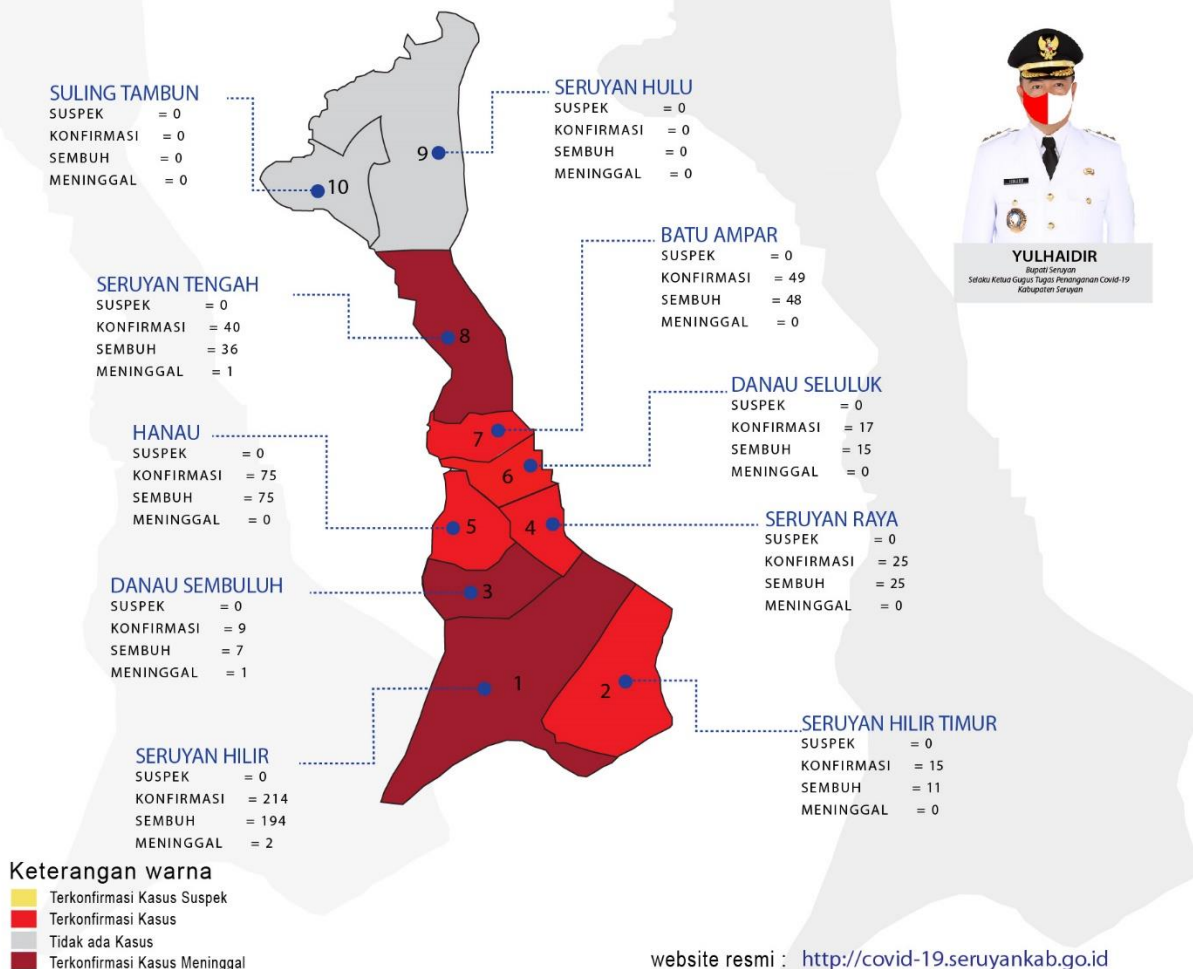 SULING TAMBUN
SUSPEK = 0
KONFIRMASI = 0
SEMBUH = 0
MENINGGAL = 0
SERUYAN HULU
SUSPEK = 0
KONFIRMASI = 0
SEMBUH = 0
MENINGGAL = 0
YULHAIDIR
Bupati Seruyan
Selaku Ketua Gugus Tugas Penanganan Covid-19
Kabupaten Seruyan
9
10
BATU AMPAR
SUSPEK = 0
KONFIRMASI = 49
SEMBUH = 48
MENINGGAL = 0
SERUYAN TENGAH
SUSPEK = 0
KONFIRMASI = 40
SEMBUH = 36
MENINGGAL = 1
8
DANAU SELULUK
SUSPEK = 0
KONFIRMASI = 17
SEMBUH = 15
MENINGGAL = 0
HANAU
SUSPEK = 0
KONFIRMASI = 75
SEMBUH = 75
MENINGGAL = 0
7
6
5
4
SERUYAN RAYA
SUSPEK = 0
KONFIRMASI = 25
SEMBUH = 25
MENINGGAL = 0
DANAU SEMBULUH
SUSPEK = 0
KONFIRMASI = 9
SEMBUH = 7
MENINGGAL = 1
3
1
2
SERUYAN HILIR
SUSPEK = 0
KONFIRMASI = 214
SEMBUH = 194
MENINGGAL = 2
SERUYAN HILIR TIMUR
SUSPEK = 0
KONFIRMASI = 15
SEMBUH = 11
MENINGGAL = 0
Keterangan warna
Terkonfirmasi Kasus Suspek
Terkonfirmasi Kasus
Tidak ada Kasus
Terkonfirmasi Kasus Meninggal
website resmi : http://covid-19.seruyankab.go.id